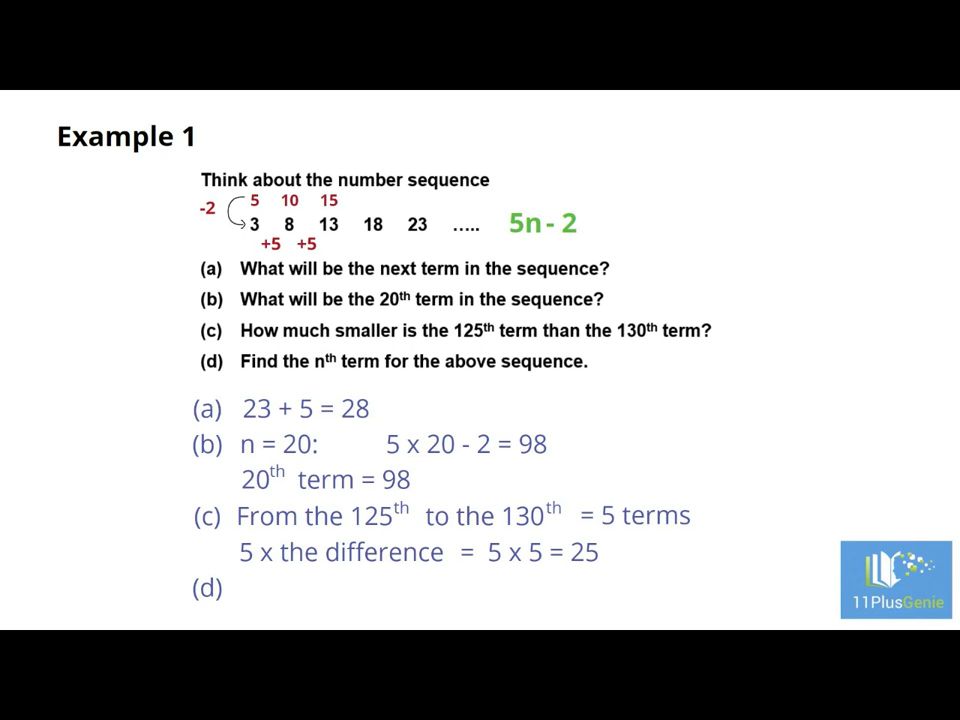 Example 1
Think about the number sequence
-2 5 10 15
3 8 13 18 23 ..... 5n - 2
+5 +5
(a) What will be the next term in the sequence?
(b) What will be the 20th term in the sequence?
(c) How much smaller is the 125th term than the 130th term?
(d) Find the nth term for the above sequence.
(a) 23 + 5 = 28
(b) n = 20: 5 x 20 - 2 = 98
20th term = 98
(c) From the 125th to the 130th = 5 terms
5 x the difference = 5 x 5 = 25
(d)
11PlusGenie